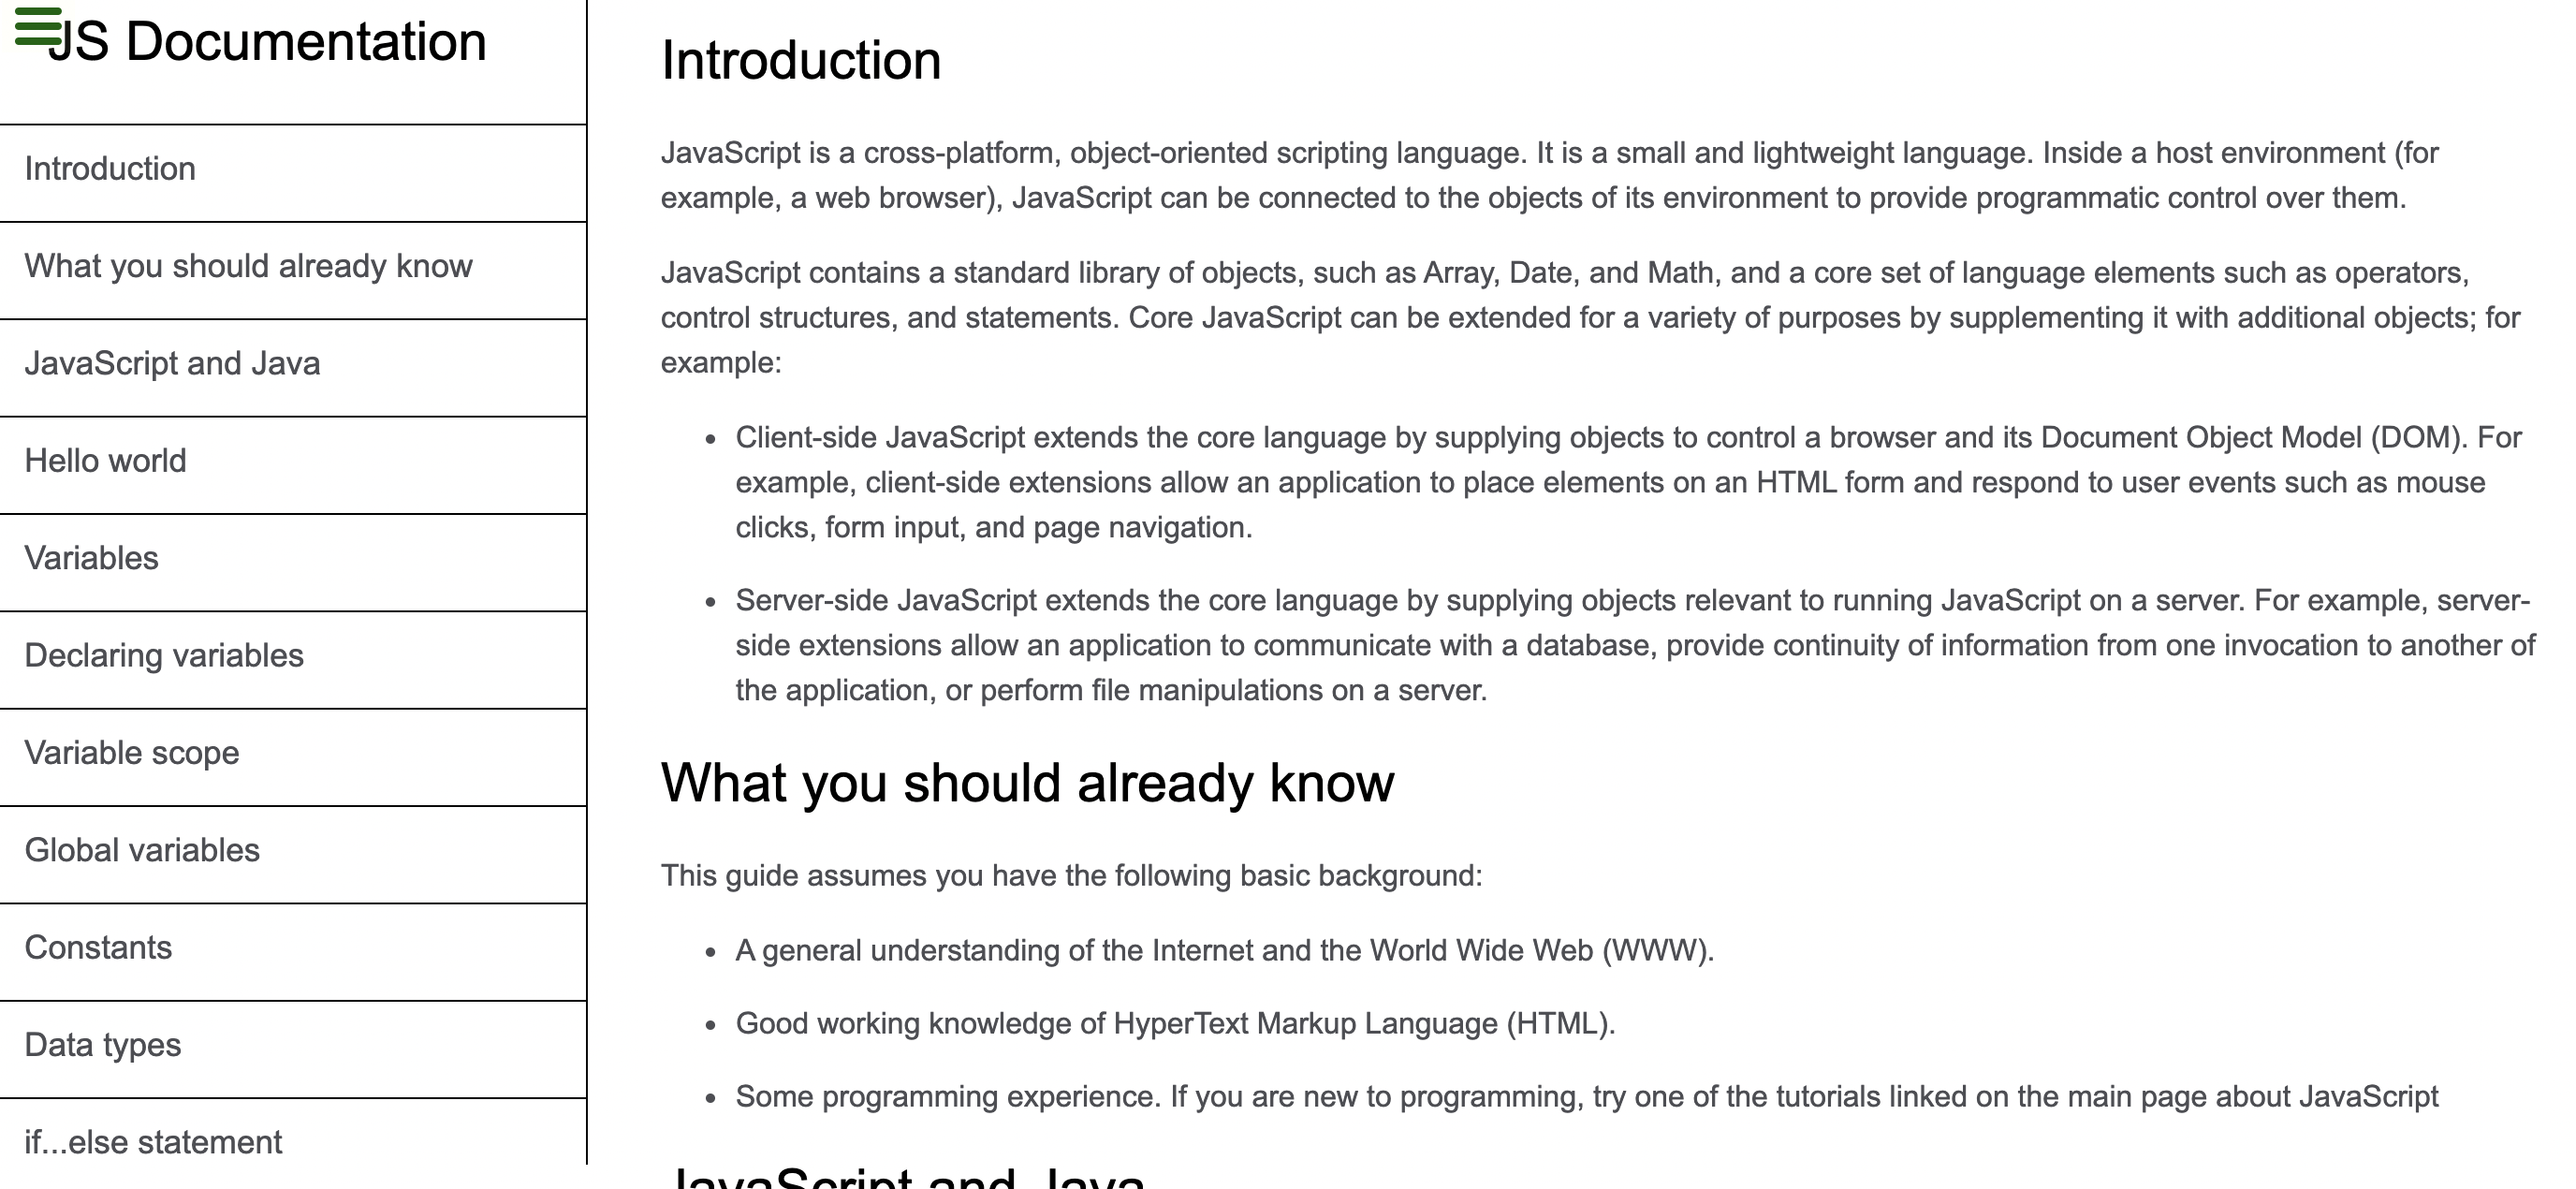 JS Documentation
Introduction
What you should already know
JavaScript and Java
Hello world
Variables
Declaring variables
Variable scope
Global variables
Constants
Data types
if...else statement
Introduction
JavaScript is a cross-platform, object-oriented scripting language. It is a small and lightweight language. Inside a host environment (for
example, a web browser), JavaScript can be connected to the objects of its environment to provide programmatic control over them.
JavaScript contains a standard library of objects, such as Array, Date, and Math, and a core set of language elements such as operators,
control structures, and statements. Core JavaScript can be extended for a variety of purposes by supplementing it with additional objects; for
example:
• Client-side JavaScript extends the core language by supplying objects to control a browser and its Document Object Model (DOM). For
example, client-side extensions allow an application to place elements on an HTML form and respond to user events such as mouse
clicks, form input, and page navigation.
• Server-side JavaScript extends the core language by supplying objects relevant to running JavaScript on a server. For example, server-
side extensions allow an application to communicate with a database, provide continuity of information from one invocation to another of
the application, or perform file manipulations on a server.
What you should already know
This guide assumes you have the following basic background:
• A general understanding of the Internet and the World Wide Web (WWW).
• Good working knowledge of HyperText Markup Language (HTML).
• Some programming experience. If you are new to programming, try one of the tutorials linked on the main page about JavaScript
JavaScript and Java